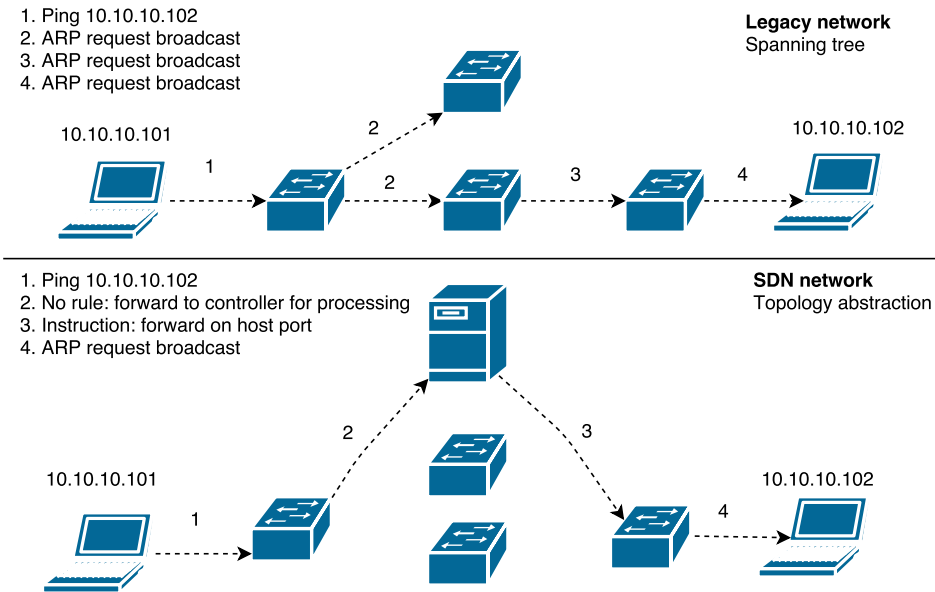 1. Ping 10.10.10.102
2. ARP request broadcast
3. ARP request broadcast
4. ARP request broadcast
Legacy network
Spanning tree
10.10.10.101
10.10.10.102
1
2
2
3
4
1. Ping 10.10.10.102
2. No rule: forward to controller for processing
3. Instruction: forward on host port
4. ARP request broadcast
SDN network
Topology abstraction
10.10.10.101
10.10.10.102
1
2
3
4